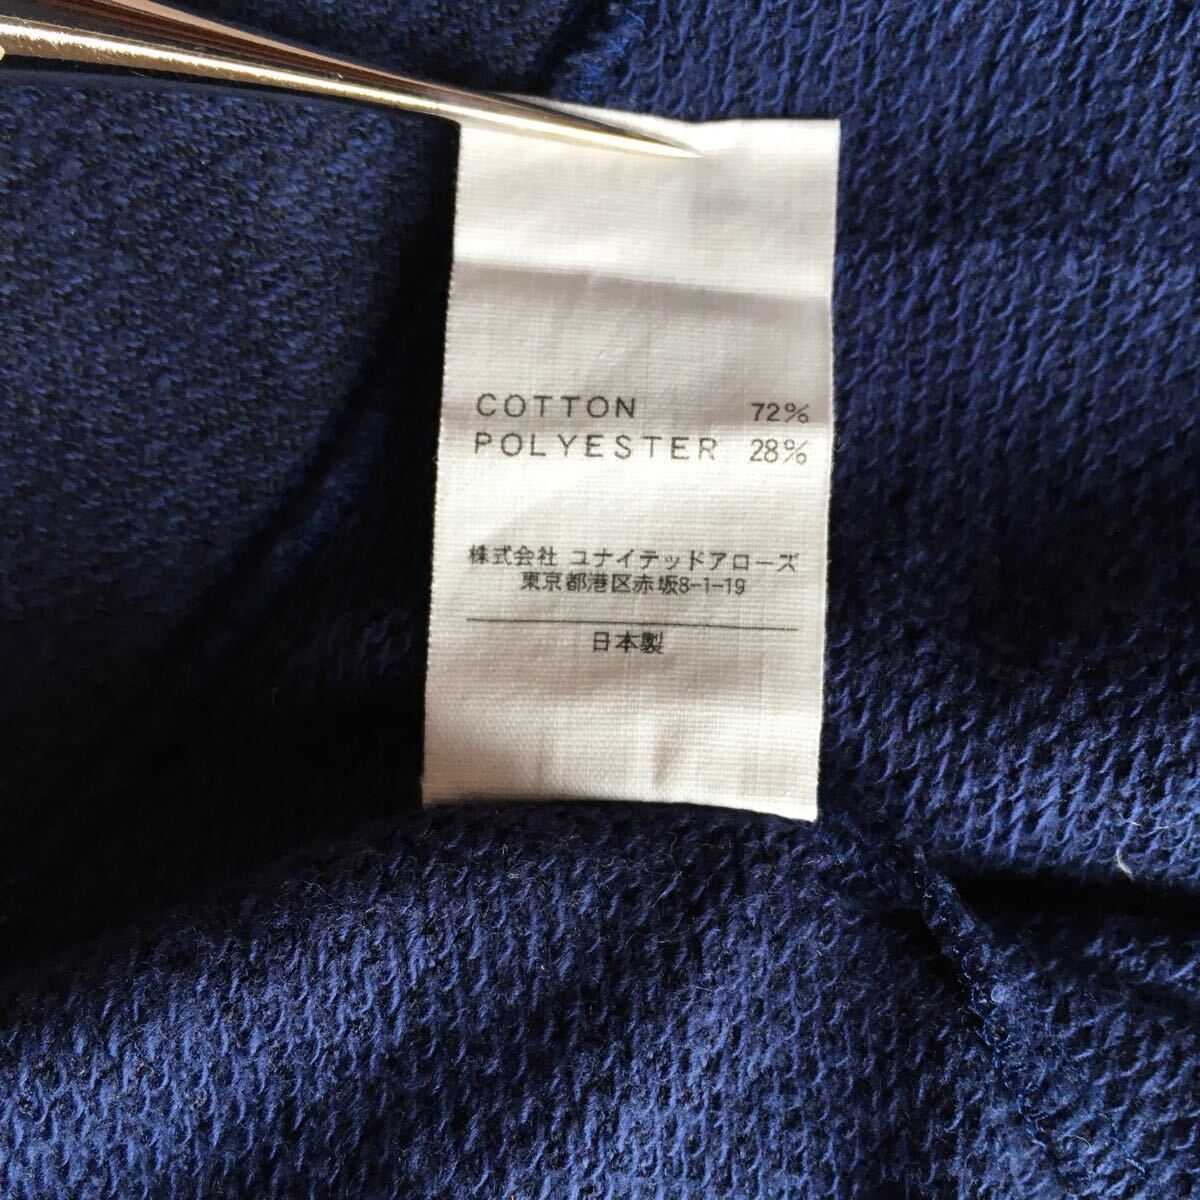 COTTON 72%
POLYESTER 28%
株式会社 ユナイテッドアローズ
東京都港区赤坂8-1-19
日本製